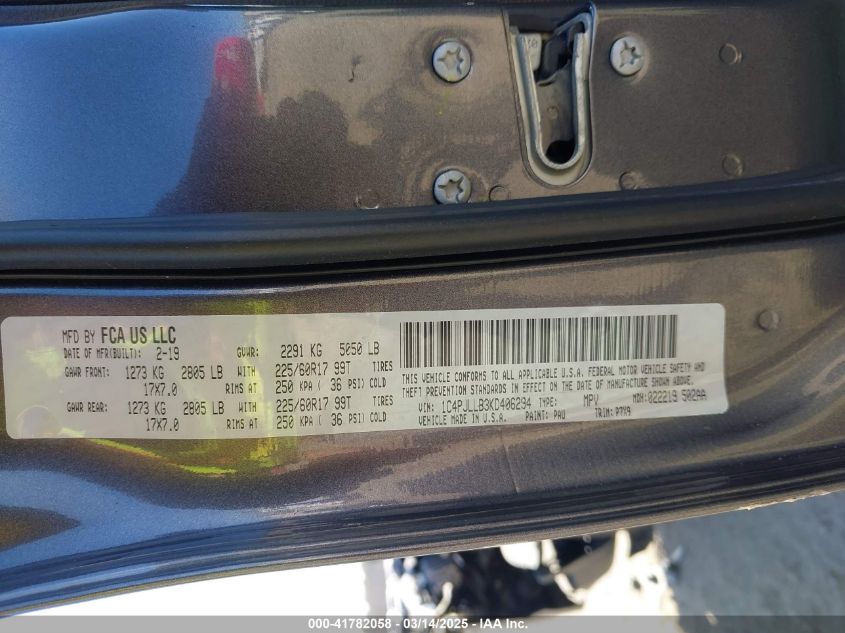 MFD BY FCA US LLC
DATE OF MFR(BUILT): 2-19 GVWR: 2291 KG 5050 LB
GAWR FRONT: 1273 KG 2805 LB WITH 225/60R17 99T TIRES
17X7.0 RIMS AT 250 KPA ( 36 PSI) COLD
GAWR REAR: 1273 KG 2805 LB WITH 225/60R17 99T TIRES
17X7.0 RIMS AT 250 KPA ( 36 PSI) COLD
THIS VEHICLE CONFORMS TO ALL APPLICABLE U.S.A. FEDERAL MOTOR VEHICLE SAFETY AND
THEFT PREVENTION STANDARDS IN EFFECT ON THE DATE OF MANUFACTURE SHOWN ABOVE.
VIN: 1C4PJLLB3KD406294 TYPE: MPV MDH: 022219 502AA
VEHICLE MADE IN U.S.A. PAINT: PAU TRIM: P7X9
000-41782058 - 03/14/2025 - IAA Inc.